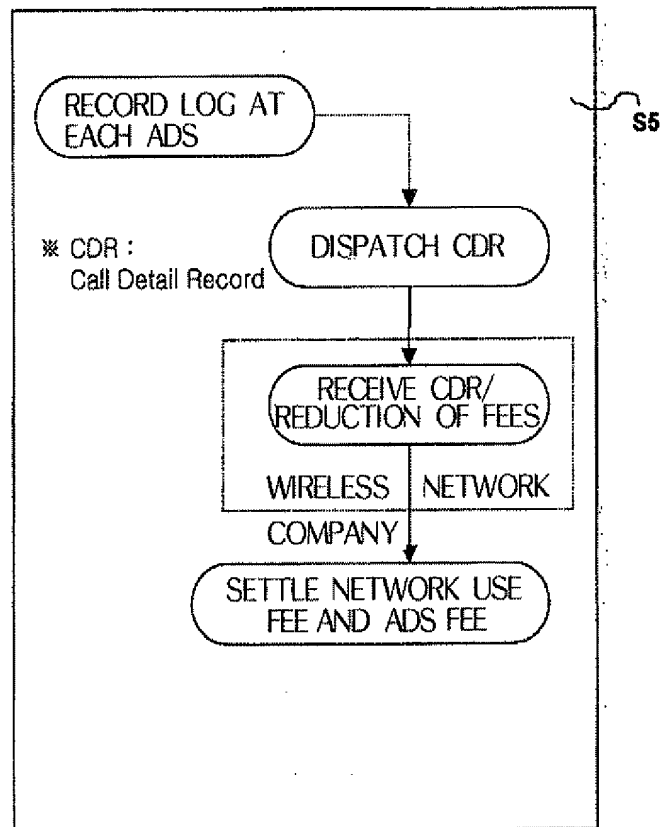 RECORD LOG AT
EACH ADS
S5
※ CDR :
Call Detail Record
DISPATCH CDR
RECEIVE CDR/
REDUCTION OF FEES
WIRELESS NETWORK
COMPANY
SETTLE NETWORK USE
FEE AND ADS FEE